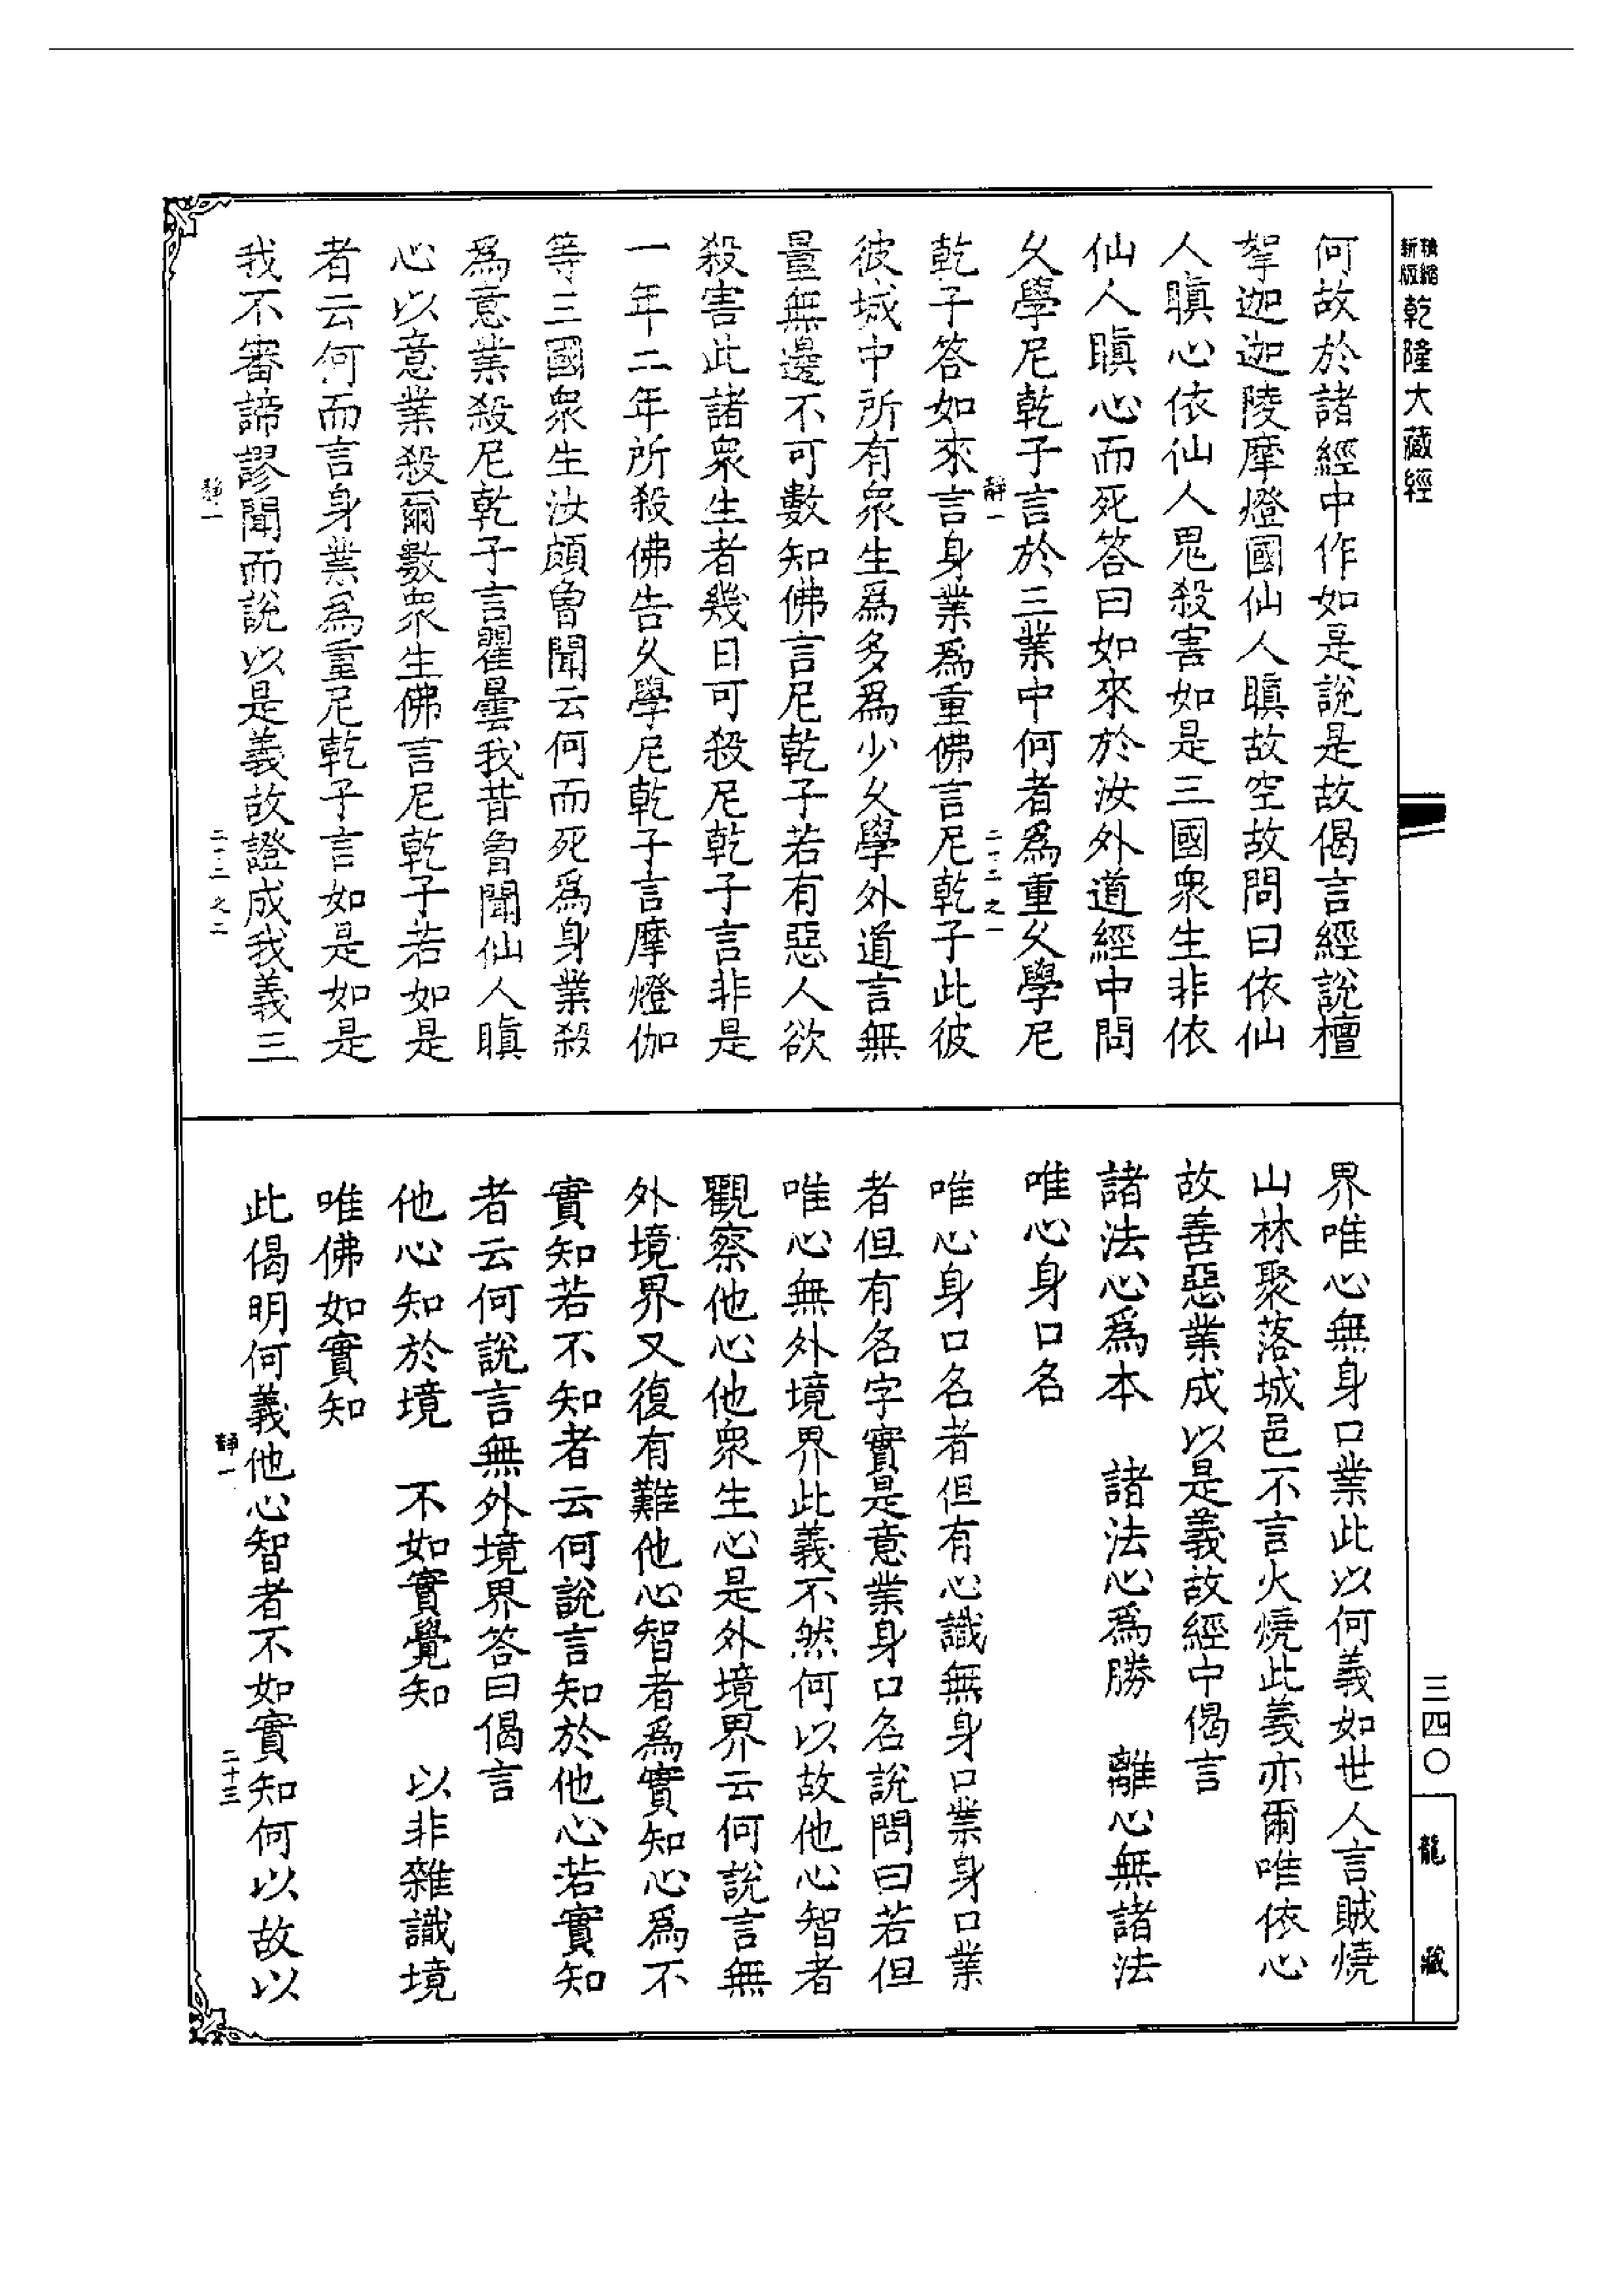 精縮
新版
乾隆大藏經
何故於諸經中作如是說是故偈言經說檀
拏迦迦陵摩燈國仙人瞋故空故問曰依仙
人瞋心依仙人鬼殺害如是三國衆生非依
仙人瞋心而死答曰如來於汝外道經中問
久學尼乾子言於三業中何者爲重久學尼
靜一
二十二之一
乾子答如來言身業爲重佛言尼乾子此彼
彼城中所有衆生爲多爲少久學外道言無
量無邊不可數知佛言尼乾子若有惡人欲
殺害此諸衆生者幾日可殺尼乾子言非是
一年二年所殺佛告久學尼乾子言摩燈伽
等三國衆生汝頗曾聞云何而死爲身業殺
爲意業殺尼乾子言瞿曇我昔曾聞仙人瞋
心以意業殺爾數衆生佛言尼乾子若如是
者云何而言身業爲重尼乾子言如是如是
我不審諦謬聞而說以是義故證成我義三
靜一
二十二之二
界唯心無身口業此以何義如世人言賊燒
山林聚落城邑不言火燒此義亦爾唯依心
故善惡業成以是義故經中偈言
諸法心爲本 諸法心爲勝 離心無諸法
唯心身口名
唯心身口名者但有心識無身口業身口業
者但有名字實是意業身口名說問曰若但
唯心無外境界此義不然何以故他心智者
觀察他心他衆生心是外境界云何說言無
外境界又復有難他心智者爲實知心爲不
實知若不知者云何說言知於他心若實知
者云何說言無外境界答曰偈言
他心知於境 不如實覺知 以非離識境
唯佛如實知
此偈明何義他心智者不如實知何以故以
靜一
二十三
三四〇
龍藏